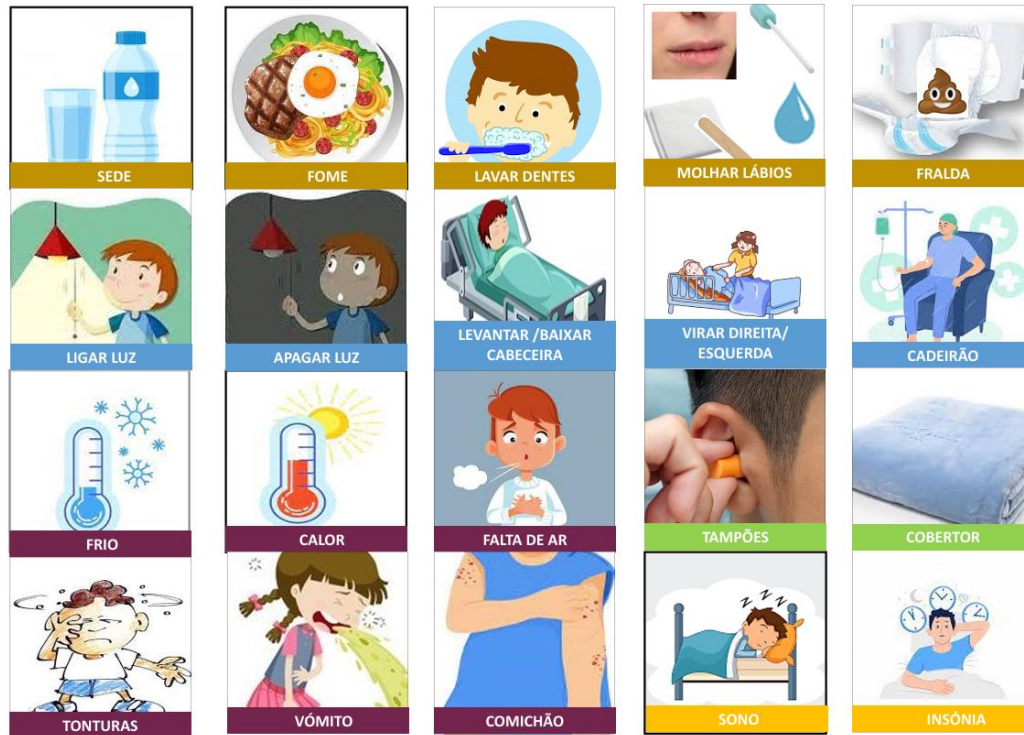 SEDE
FOME
LAVAR DENTES
MOLHAR LÁBIOS
FRALDA
LIGAR LUZ
APAGAR LUZ
LEVANTAR /BAIXAR
CABECEIRA
VIRAR DIREITA/
ESQUERDA
CADEIRÃO
FRIO
CALOR
FALTA DE AR
TAMPÕES
COBERTOR
TONTURAS
VÓMITO
COMICHÃO
SONO
INSÓNIA